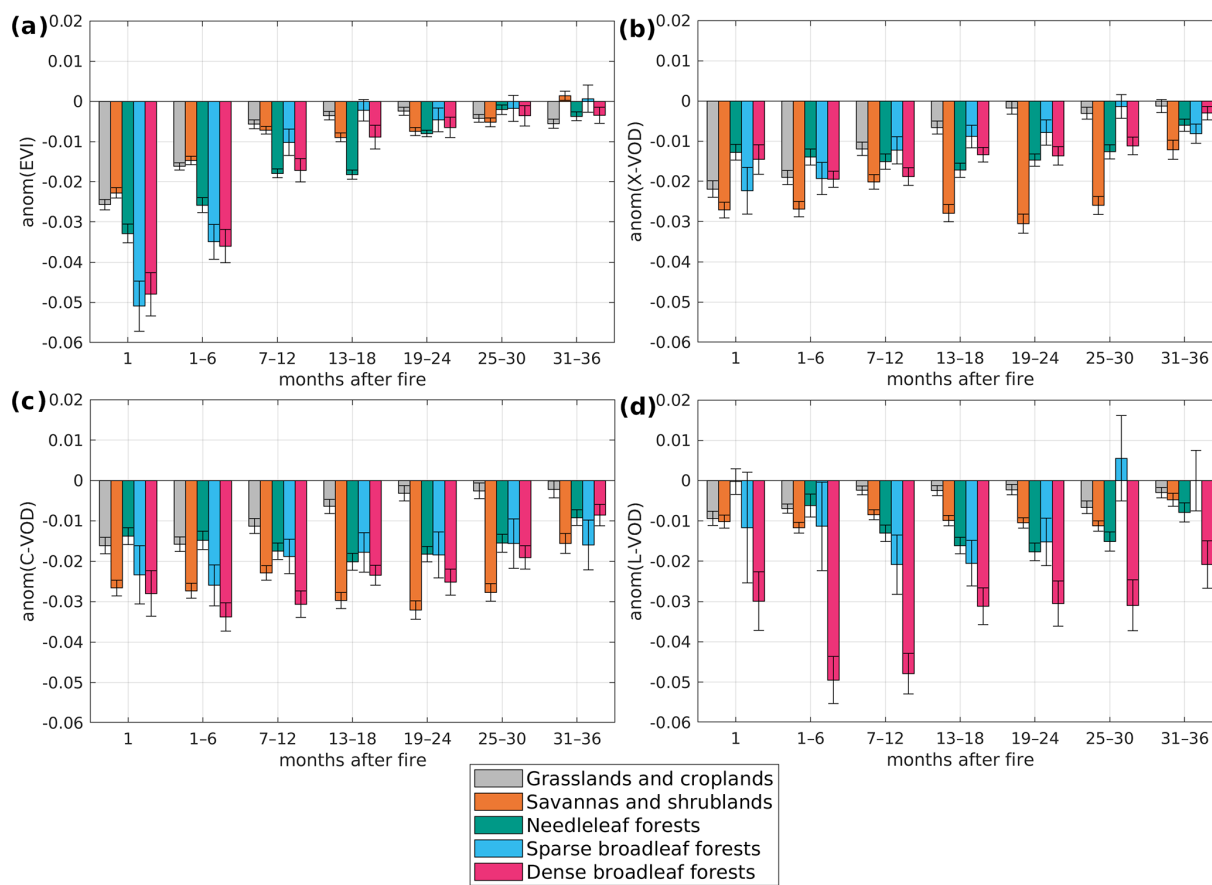 (a)
0.02
0.01
0
-0.01
-0.02
-0.03
-0.04
-0.05
-0.06
anom(EVI)
1 1–6 7–12 13–18 19–24 25–30 31–36
months after fire
(b)
0.02
0.01
0
-0.01
-0.02
-0.03
-0.04
-0.05
-0.06
anom(X-VOD)
1 1–6 7–12 13–18 19–24 25–30 31–36
months after fire
(c)
0.02
0.01
0
-0.01
-0.02
-0.03
-0.04
-0.05
-0.06
anom(C-VOD)
1 1–6 7–12 13–18 19–24 25–30 31–36
months after fire
(d)
0.02
0.01
0
-0.01
-0.02
-0.03
-0.04
-0.05
-0.06
anom(L-VOD)
1 1–6 7–12 13–18 19–24 25–30 31–36
months after fire
Grasslands and croplands
Savannas and shrublands
Needleleaf forests
Sparse broadleaf forests
Dense broadleaf forests